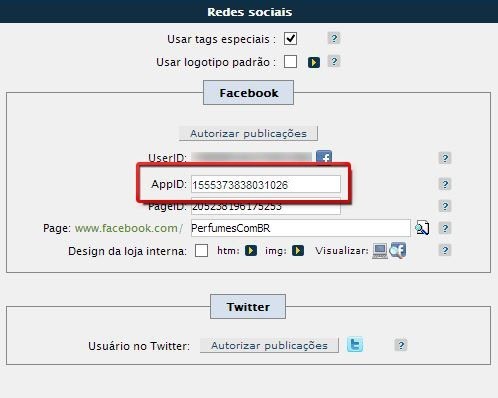 Redes sociais
Usar tags especiais : ?
Usar logotipo padrão : ?
Facebook
Autorizar publicações
UserID: ?
AppID: 1555373838031026 ?
PageID: 205238196175253 ?
Page: www.facebook.com/ PerfumesComBR ?
Design da loja interna: htm: img: Visualizar: ?
Twitter
Usuário no Twitter: Autorizar publicações ?